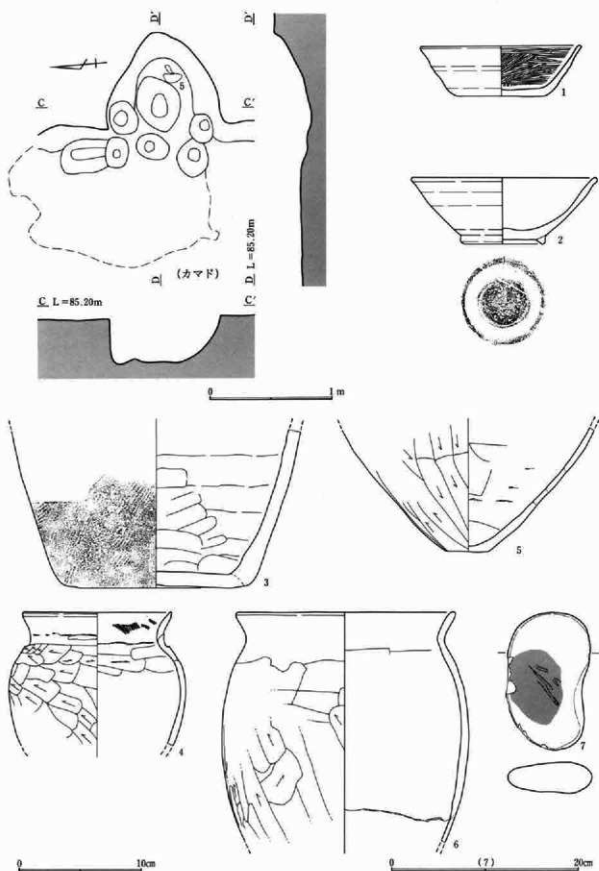 D'
D'
5
C
C'
1
2
D
(カマド)
D L=85.20m
C L=85.20m
C'
0 1m
3
5
4
6
7
0 10cm
0 (7) 20cm